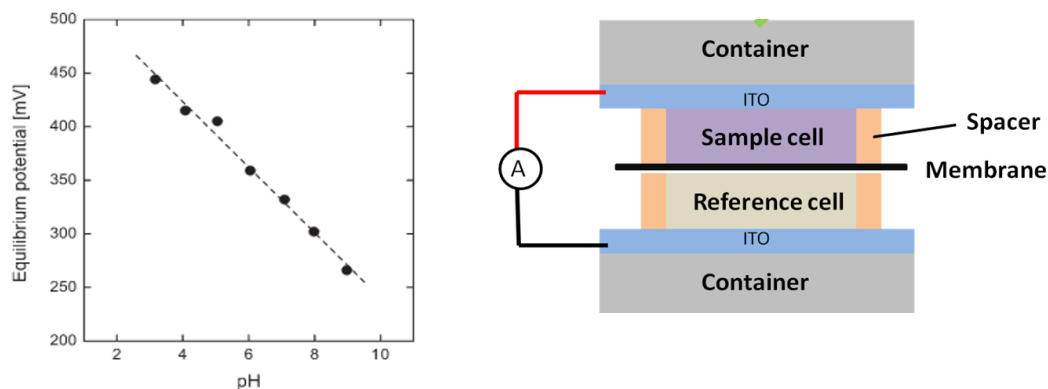 500
450
400
350
300
250
200
Equilibrium potential [mV]
2 4 6 8 10
pH
Container
ITO
Sample cell
Spacer
Membrane
A
Reference cell
ITO
Container